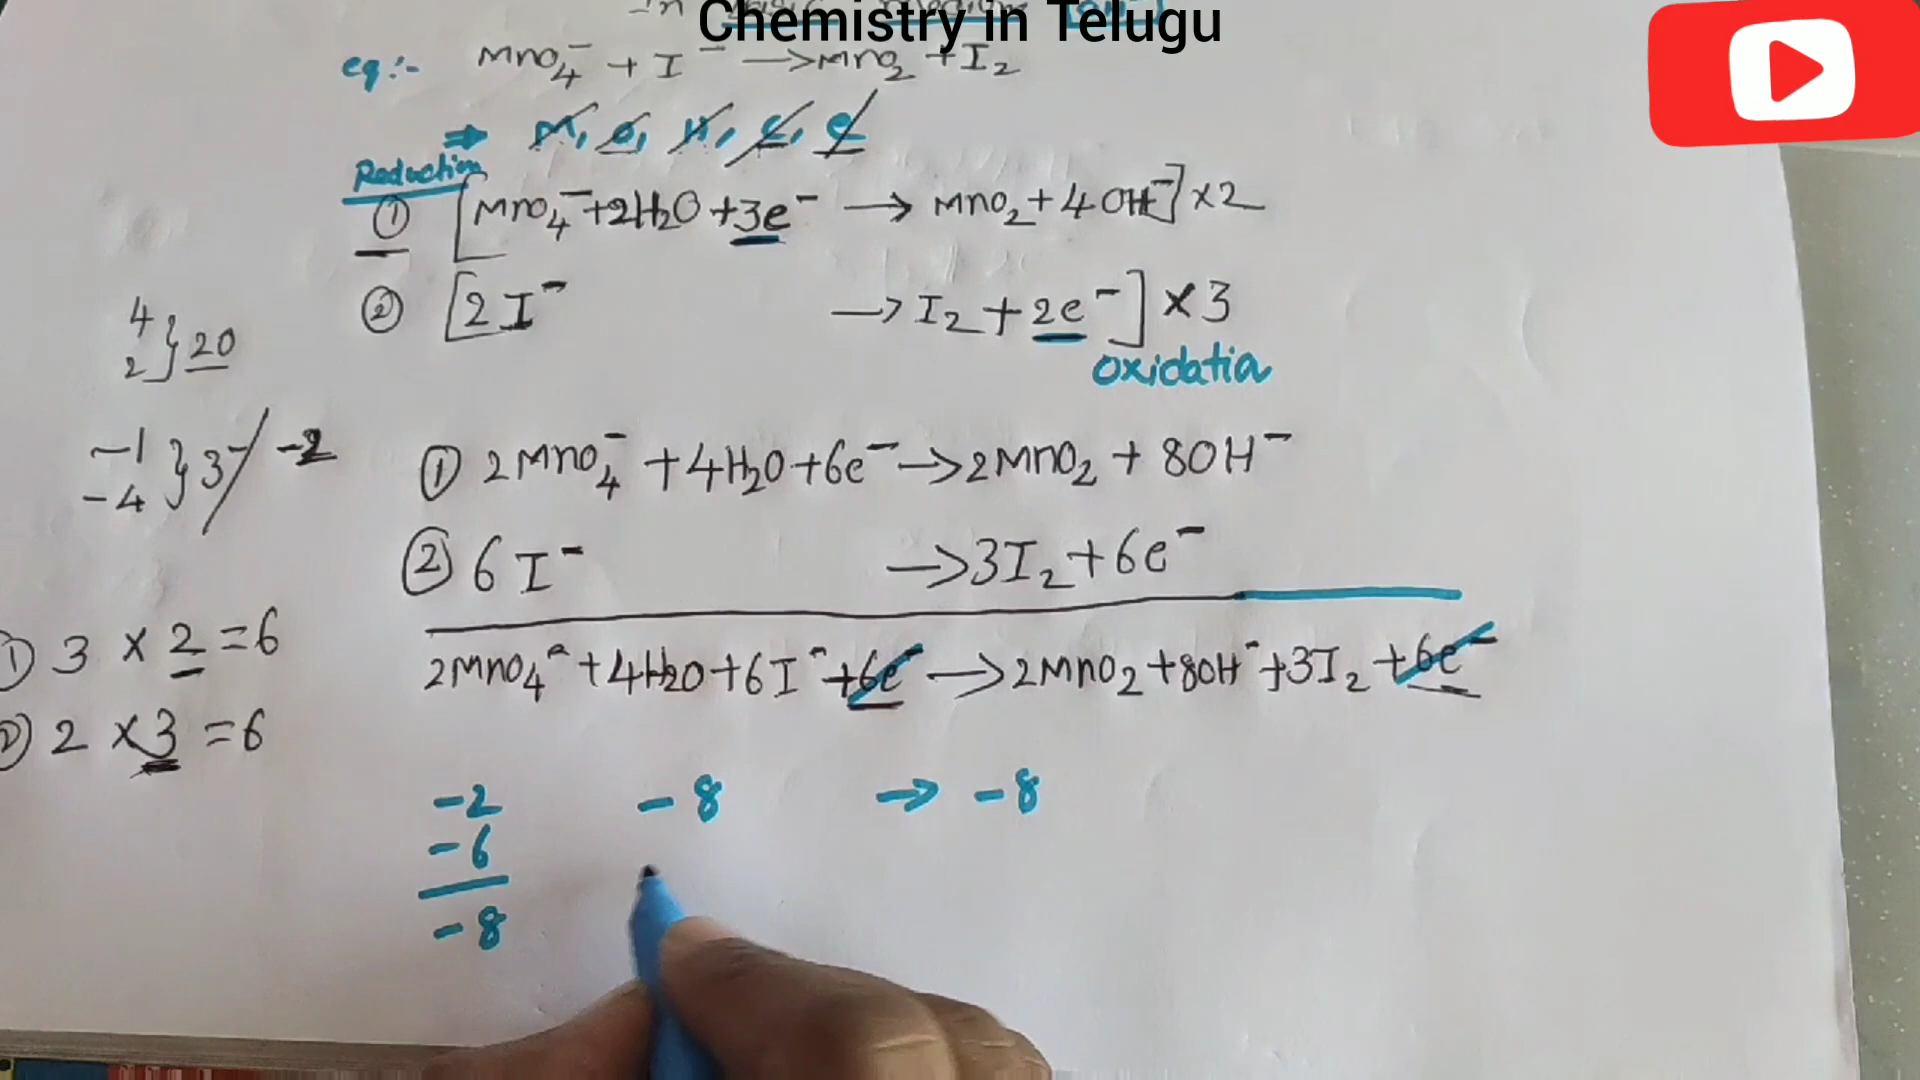 Chemistry in Telugu
eg:- MnO₄⁻ + I⁻ → MnO₂ + I₂
Reduction
① [MnO₄⁻ + 2H₂O + 3e⁻ → MnO₂ + 4OH⁻] × 2
② [2I⁻ → I₂ + 2e⁻] × 3
oxidation
4
2 } 20
-1
-4 } 3⁻ / -2
① 2MnO₄⁻ + 4H₂O + 6e⁻ → 2MnO₂ + 8OH⁻
② 6I⁻ → 3I₂ + 6e⁻
① 3 × 2 = 6
② 2 × 3 = 6
2MnO₄⁻ + 4H₂O + 6I⁻ + 6e⁻ → 2MnO₂ + 8OH⁻ + 3I₂ + 6e⁻
-2 -8 → -8
-6
-8